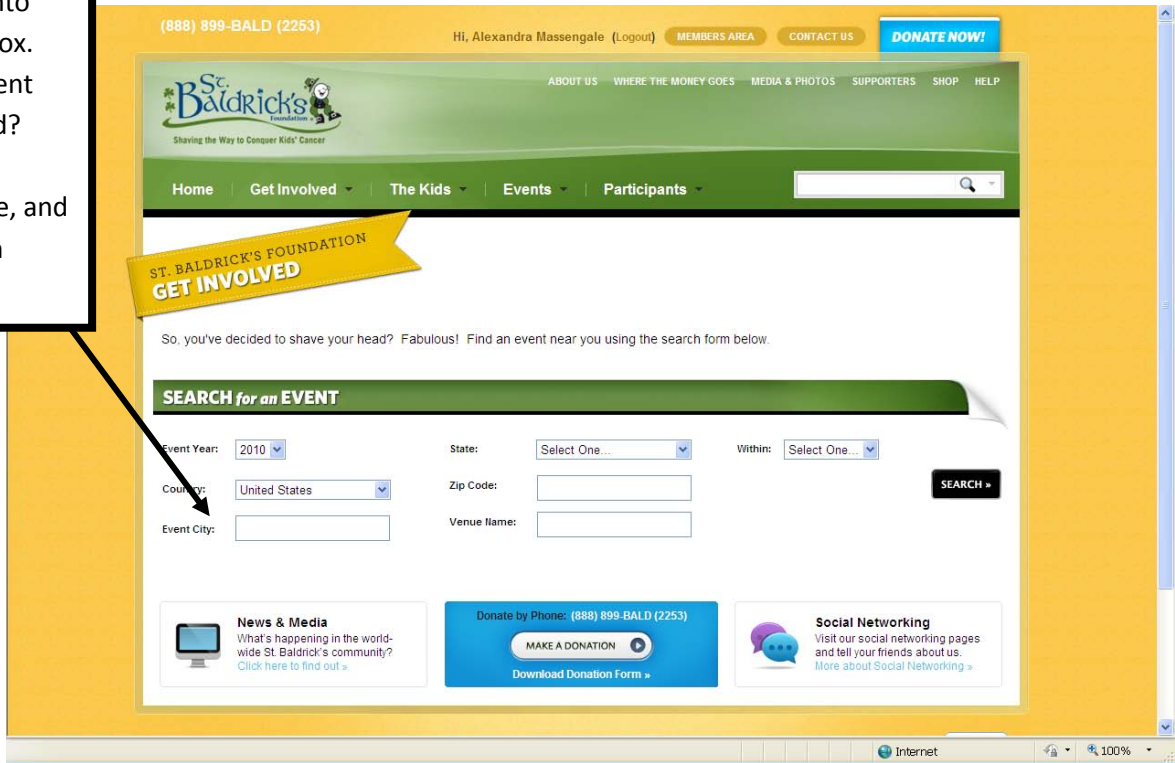 nto
ox.
ent
d?
e, and
n
(888) 899-BALD (2253)
Hi, Alexandra Massengale (Logout) MEMBERS AREA CONTACT US DONATE NOW!
ABOUT US WHERE THE MONEY GOES MEDIA & PHOTOS SUPPORTERS SHOP HELP
St.
Baldrick's
Foundation
Shaving the Way to Conquer Kids' Cancer
Home Get Involved The Kids Events Participants
ST. BALDRICK'S FOUNDATION
GET INVOLVED
So, you've decided to shave your head? Fabulous! Find an event near you using the search form below.
SEARCH for an EVENT
Event Year: 2010 State: Select One... Within: Select One...
Country: United States Zip Code: SEARCH »
Event City: Venue Name:
News & Media
What's happening in the world-
wide St. Baldrick's community?
Click here to find out »
Donate by Phone: (888) 899-BALD (2253)
MAKE A DONATION
Download Donation Form »
Social Networking
Visit our social networking pages
and tell your friends about us.
More about Social Networking »
Internet 100%